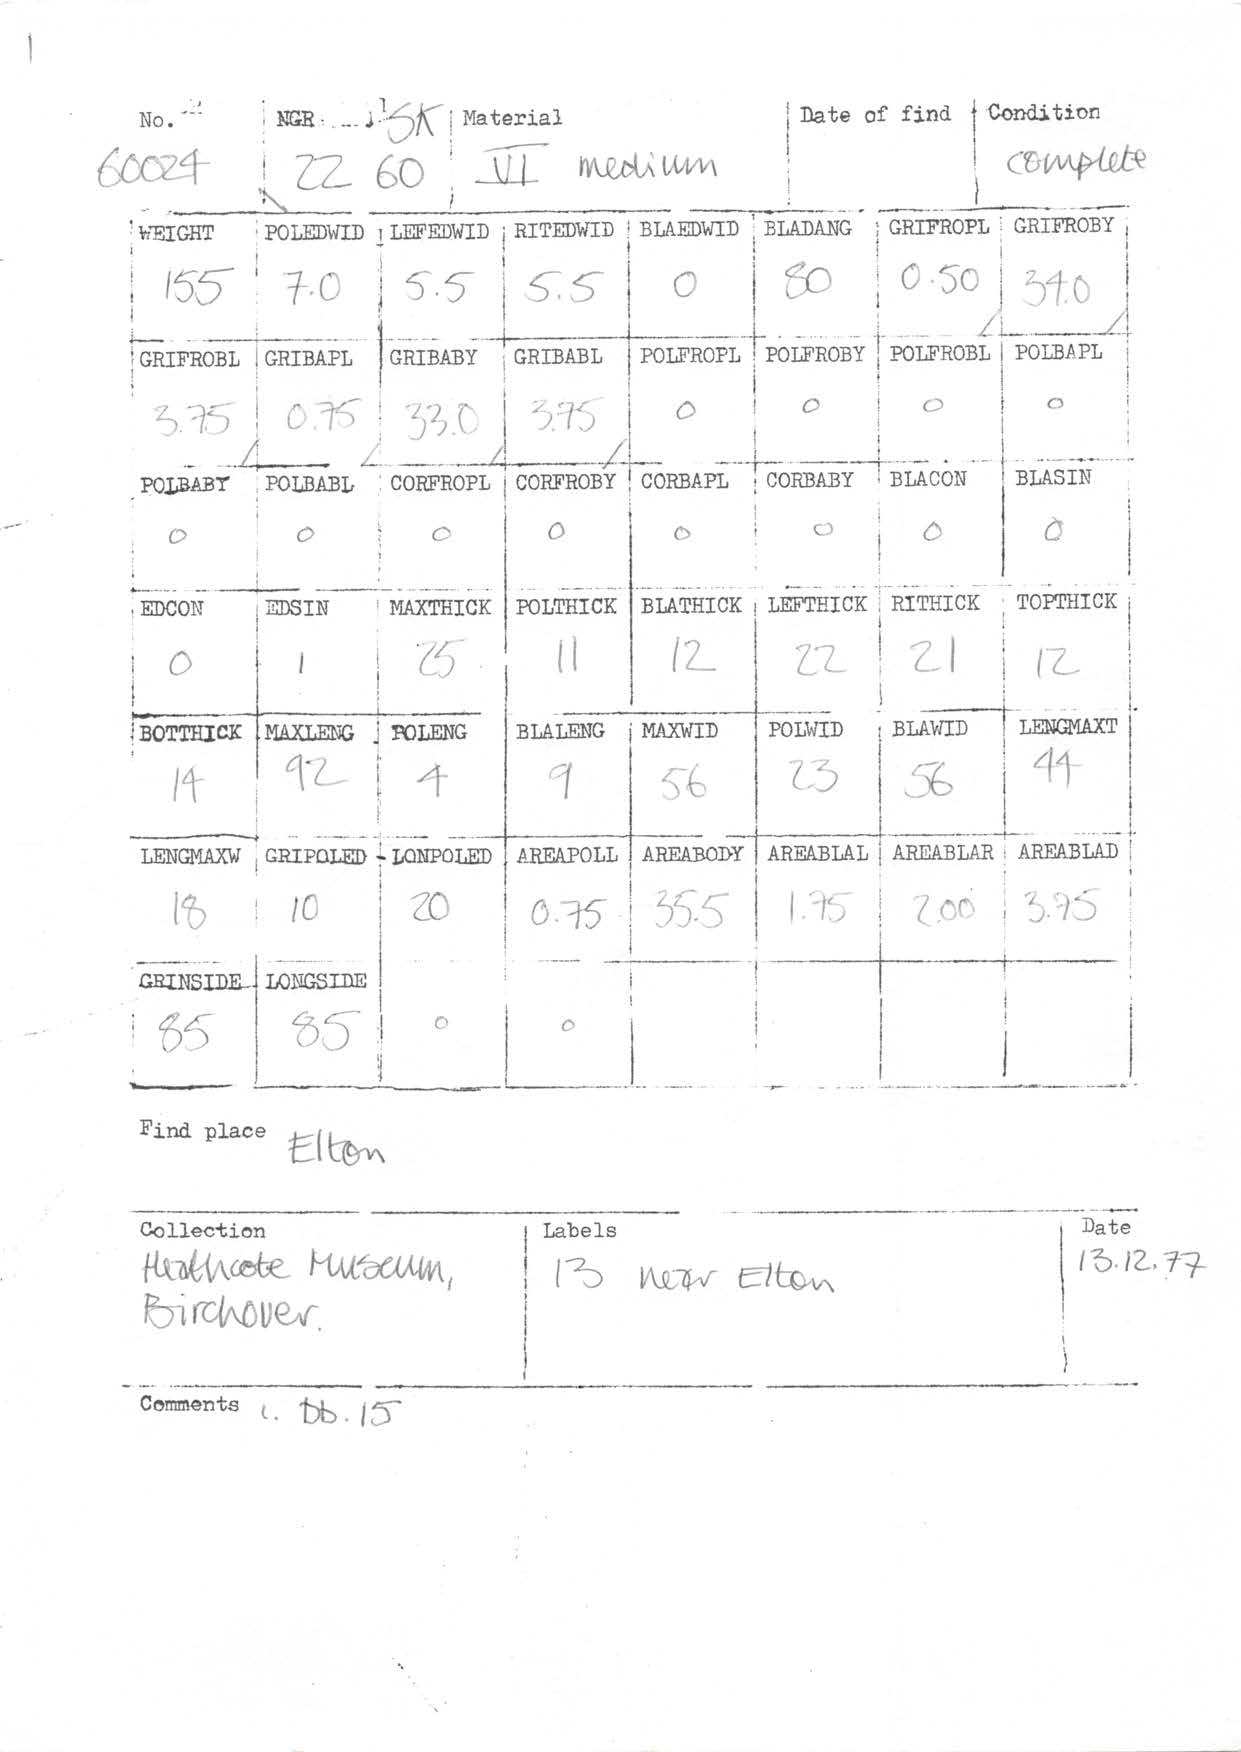 No. NGR SK Material Date of find Condition
60024 22 60 VI medium complete
WEIGHT POLEDWID LEFEDWID RITEDWID BLAEDWID BLADANG GRIFROPL GRIFROBY
155 7.0 5.5 5.5 0 80 0.50 34.0
GRIFROBL GRIBAPL GRIBABY GRIBABL POLFROPL POLFROBY POLFROBL POLBAPL
3.75 0.75 33.0 3.75 0 0 0 0
POLBABY POLBABL CORFROPL CORFROBY CORBAPL CORBABY BLACON BLASIN
0 0 0 0 0 0 0 0
EDCON EDSIN MAXTHICK POLTHICK BLATHICK LEFTHICK RITHICK TOPTHICK
0 1 25 11 12 22 21 12
BOTTHICK MAXLENG POLENG BLALENG MAXWID POLWID BLAWID LENGMAXT
14 92 4 9 56 23 56 44
LENGMAXW GRIPOLED LONPOLED AREAPOLL AREABODY AREABLAL AREABLAR AREABLAD
18 10 20 0.75 35.5 1.75 2.00 3.75
GRINSIDE LONGSIDE
85 85 0 0
Find place Elton
Collection Labels Date
Heathcote Museum, 13 near Elton 13.12.77
Birchover.
Comments Db.15